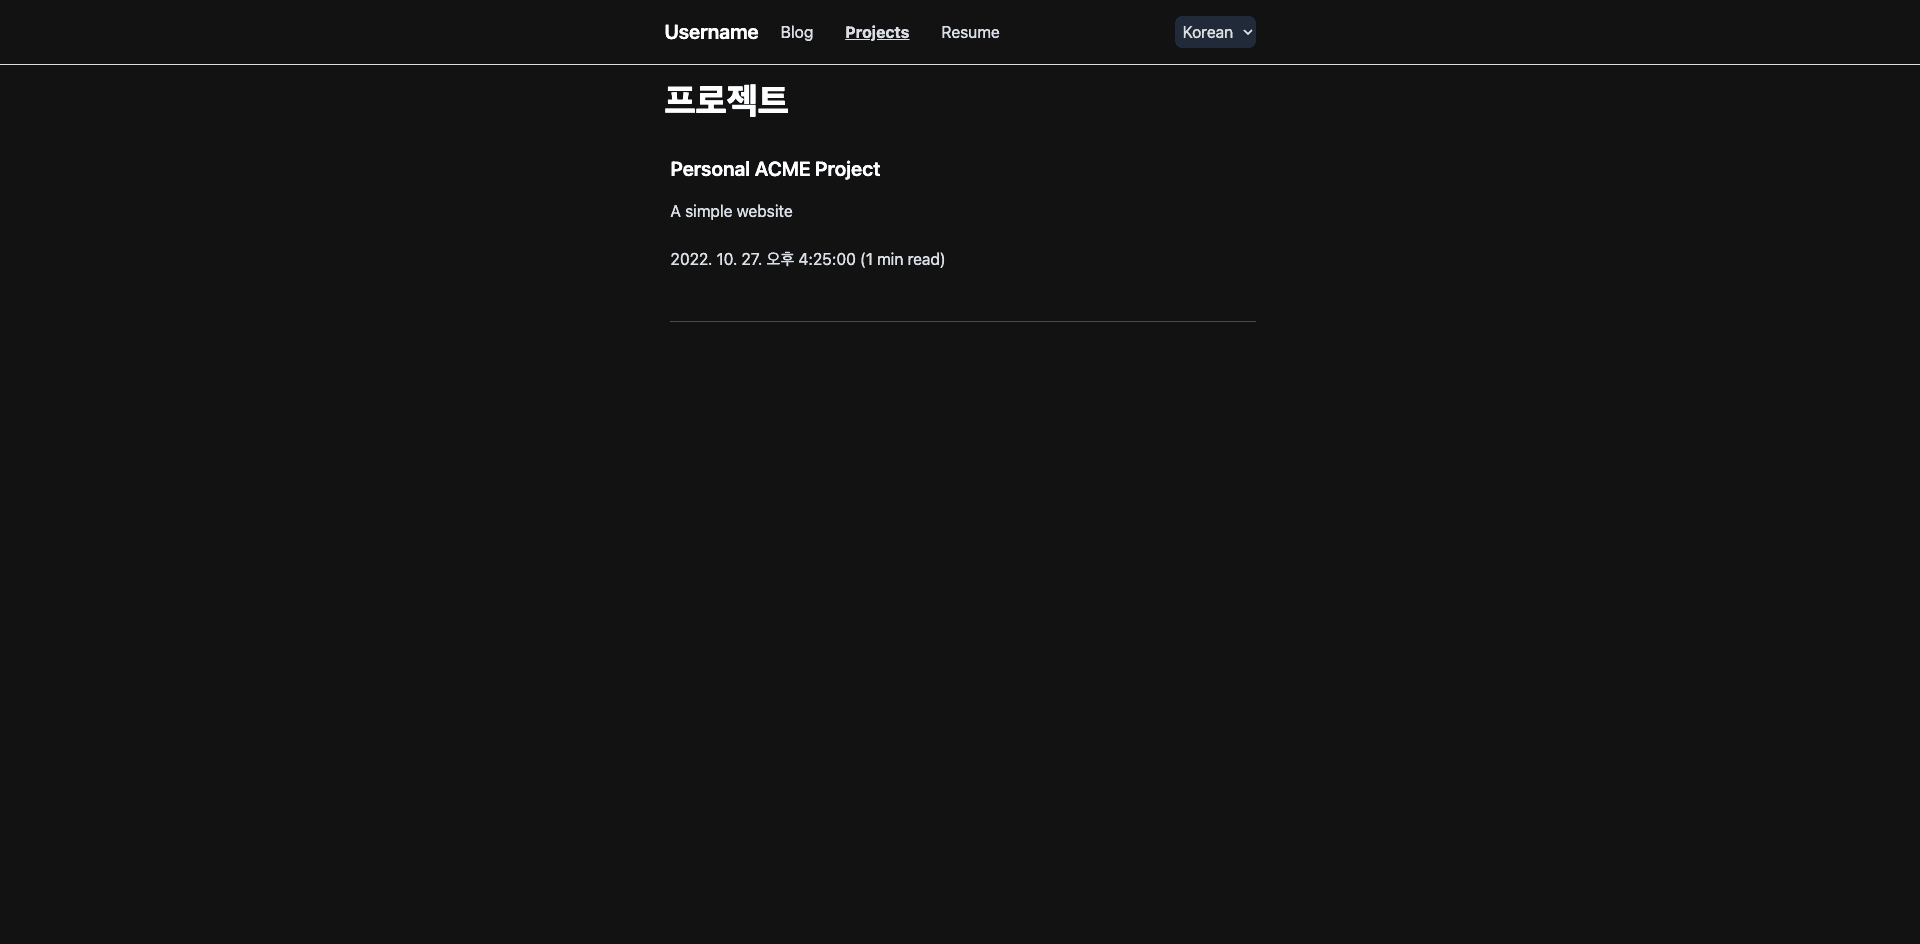 Username Blog Projects Resume Korean
프로젝트
Personal ACME Project
A simple website
2022. 10. 27. 오후 4:25:00 (1 min read)